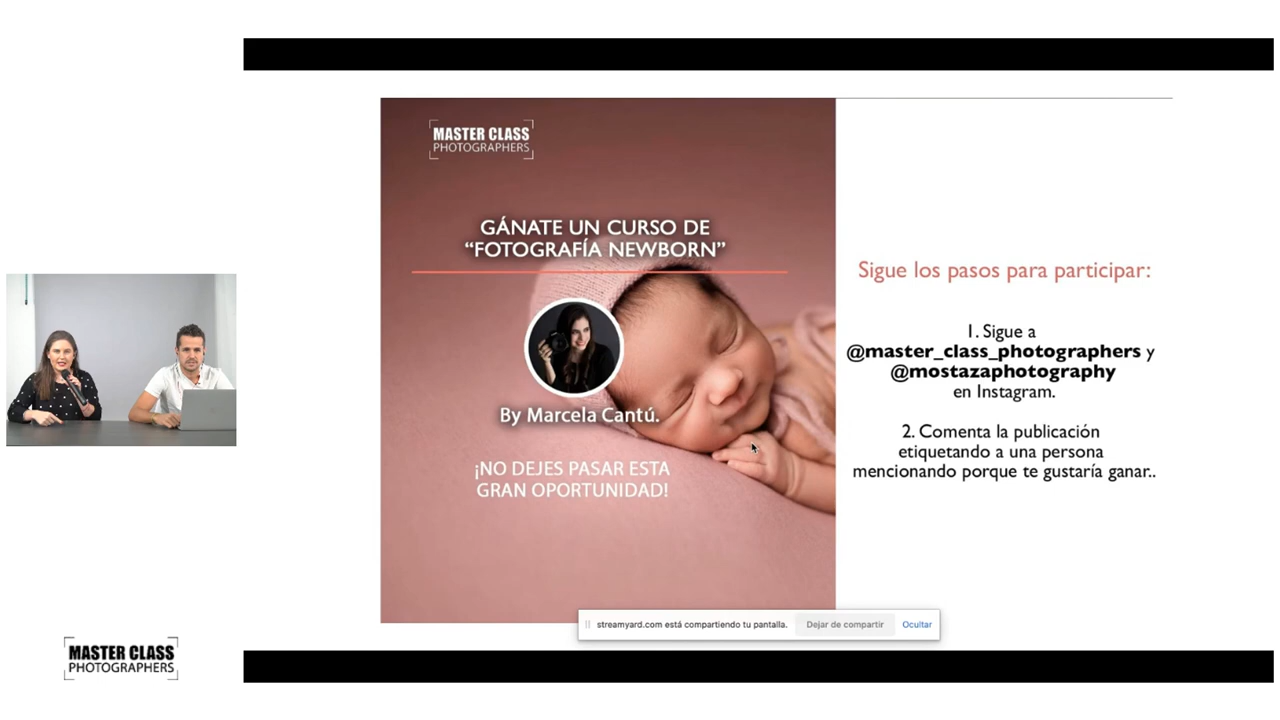 MASTER CLASS
PHOTOGRAPHERS
GÁNATE UN CURSO DE
“FOTOGRAFÍA NEWBORN”
By Marcela Cantú.
¡NO DEJES PASAR ESTA
GRAN OPORTUNIDAD!
Sigue los pasos para participar:
1. Sigue a
@master_class_photographers y
@mostazaphotography
en Instagram.
2. Comenta la publicación
etiquetando a una persona
mencionando porque te gustaría ganar..
streamyard.com está compartiendo tu pantalla. Dejar de compartir Ocultar
MASTER CLASS
PHOTOGRAPHERS